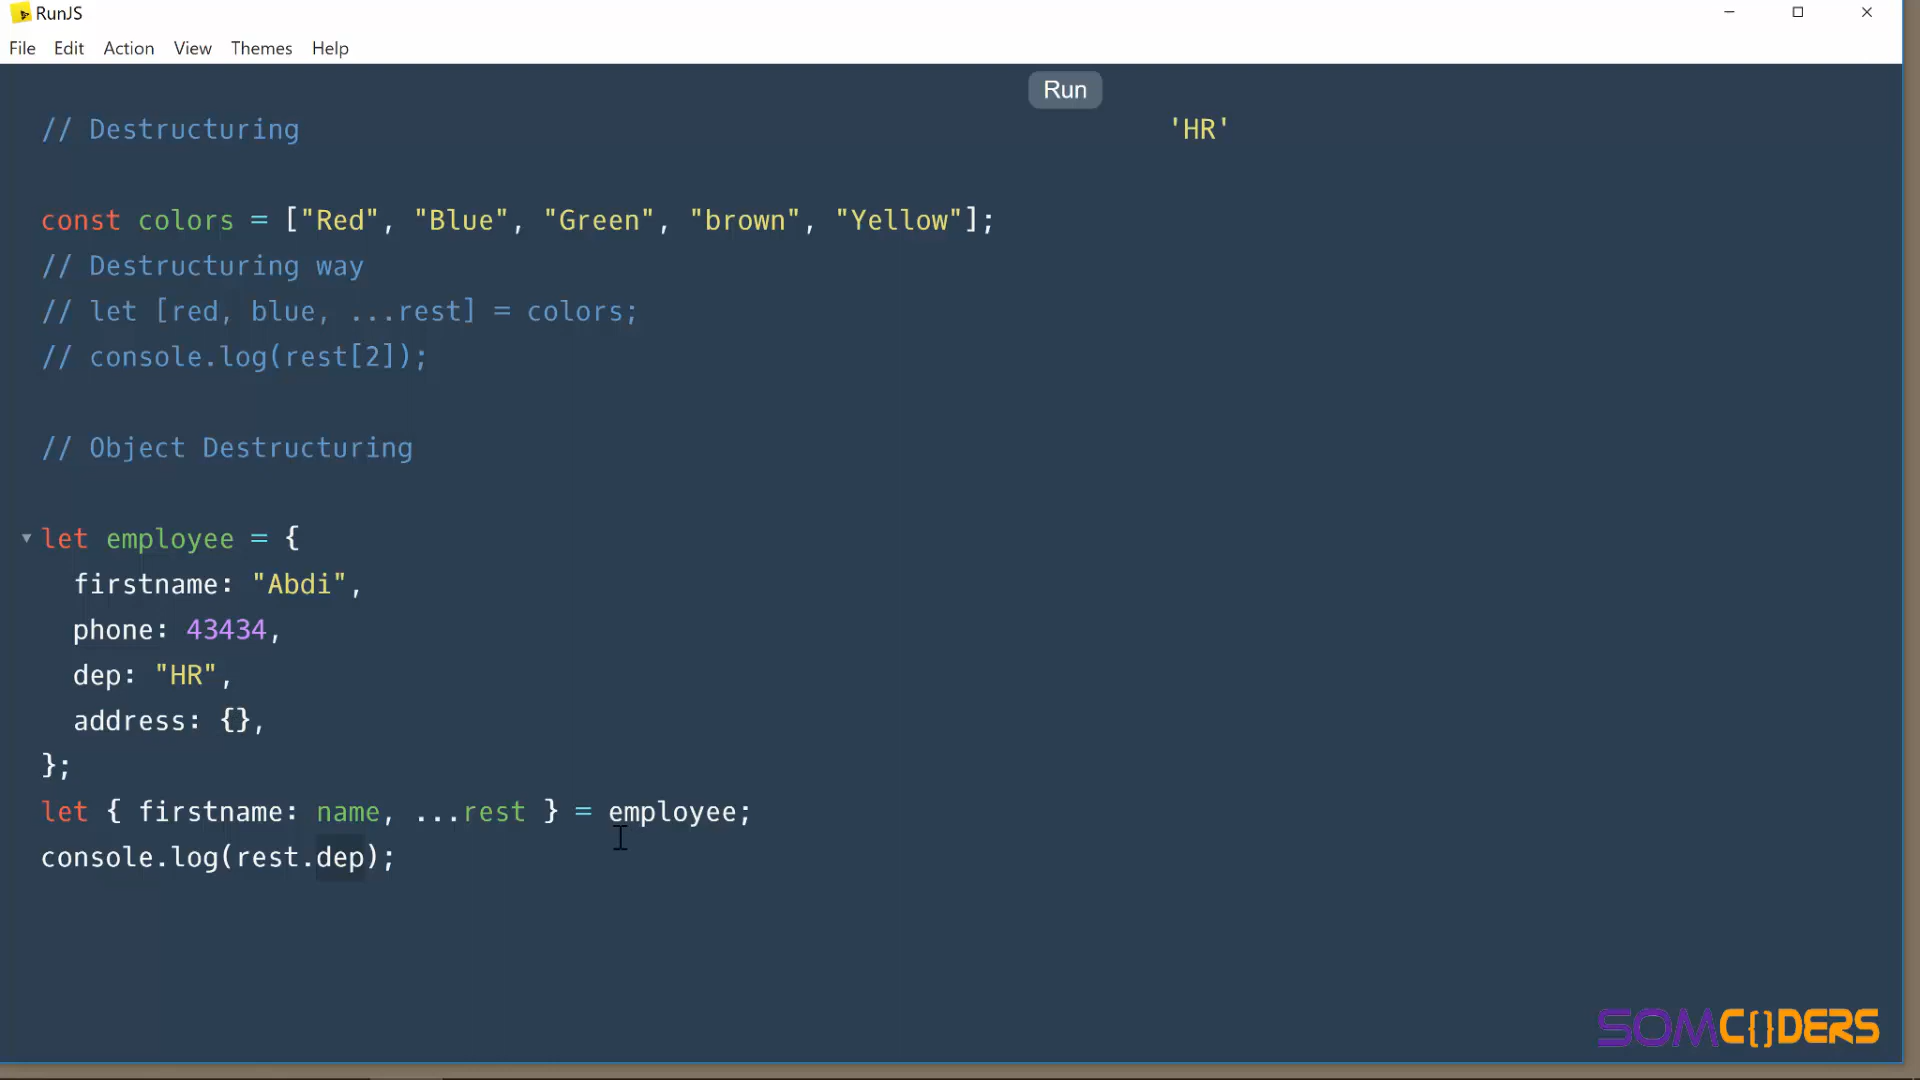 RunJS
File Edit Action View Themes Help
Run
// Destructuring
'HR'
const colors = ["Red", "Blue", "Green", "brown", "Yellow"];
// Destructuring way
// let [red, blue, ...rest] = colors;
// console.log(rest[2]);
// Object Destructuring
let employee = {
firstname: "Abdi",
phone: 43434,
dep: "HR",
address: {},
};
let { firstname: name, ...rest } = employee;
console.log(rest.dep);
SOMC{}DERS